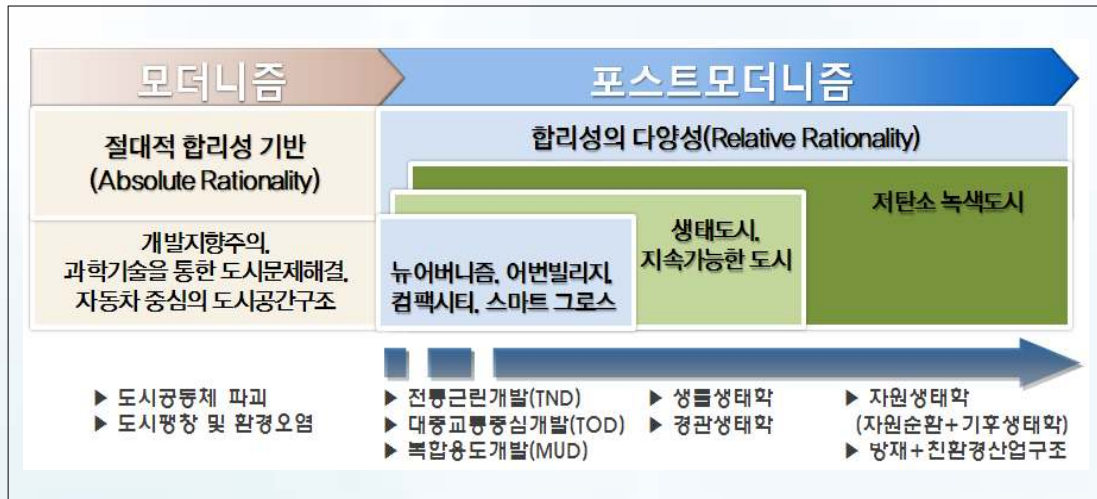 모더니즘
포스트모더니즘
절대적 합리성 기반
(Absolute Rationality)
합리성의 다양성(Relative Rationality)
저탄소 녹색도시
생태도시,
지속가능한 도시
개발지향주의,
과학기술을 통한 도시문제해결,
자동차 중심의 도시공간구조
뉴어버니즘, 어번빌리지,
컴팩시티, 스마트 그로스
▶ 도시공동체 파괴
▶ 도시팽창 및 환경오염
▶ 전통근린개발(TND)
▶ 대중교통중심개발(TOD)
▶ 복합용도개발(MUD)
▶ 생물생태학
▶ 경관생태학
▶ 자원생태학
(자원순환+기후생태학)
▶ 방재+친환경산업구조